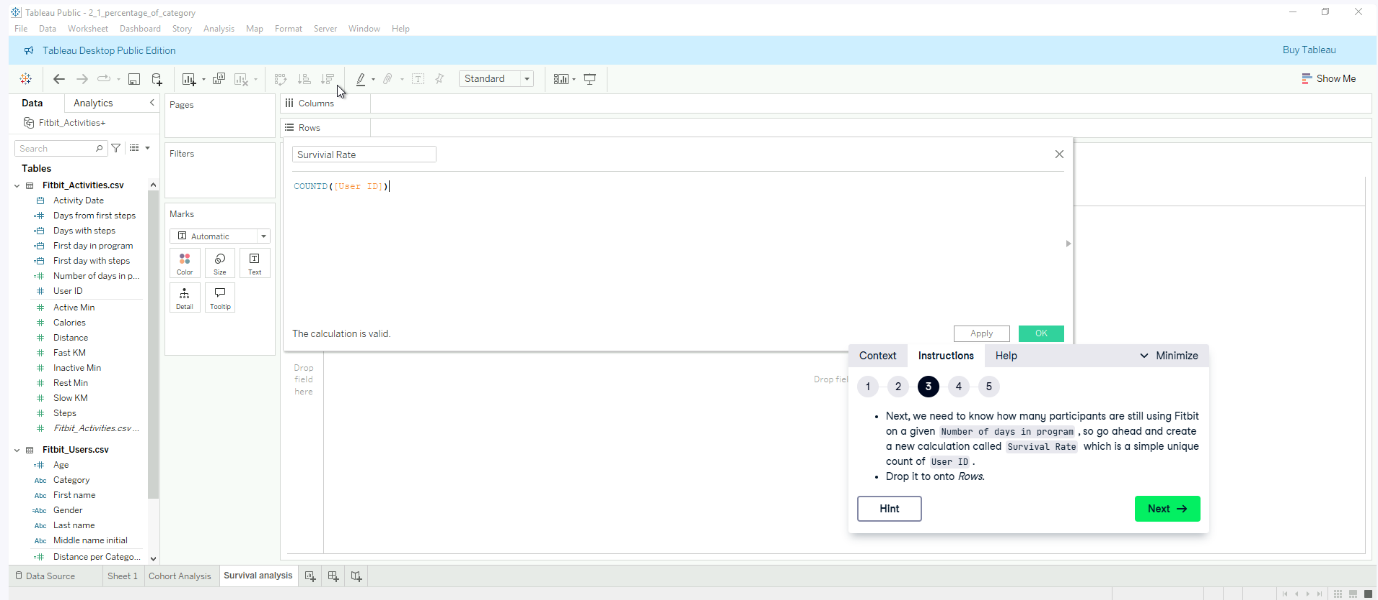 Tableau Public - 2_1_percentage_of_category
File Data Worksheet Dashboard Story Analysis Map Format Server Window Help
Tableau Desktop Public Edition
Buy Tableau
Standard
Show Me
Data
Analytics
Fitbit_Activities+
Search
Tables
Fitbit_Activities.csv
Activity Date
Days from first steps
Days with steps
First day in program
First day with steps
Number of days in p...
User ID
Active Min
Calories
Distance
Fast KM
Inactive Min
Rest Min
Slow KM
Steps
Fitbit_Activities.csv ...
Fitbit_Users.csv
Age
Abc Category
Abc First name
Abc Gender
Abc Last name
Abc Middle name initial
Distance per Catego...
Pages
Filters
Marks
Automatic
Color
Size
Text
Detail
Tooltip
Columns
Rows
Survivial Rate
COUNTD([User ID])
The calculation is valid.
Apply
OK
Drop
field
here
Drop fiel
Context
Instructions
Help
Minimize
1 2 3 4 5
• Next, we need to know how many participants are still using Fitbit
on a given Number of days in program , so go ahead and create
a new calculation called Survival Rate which is a simple unique
count of User ID .
• Drop it to onto Rows.
HInt
Next →
Data Source
Sheet 1
Cohort Analysis
Survival analysis